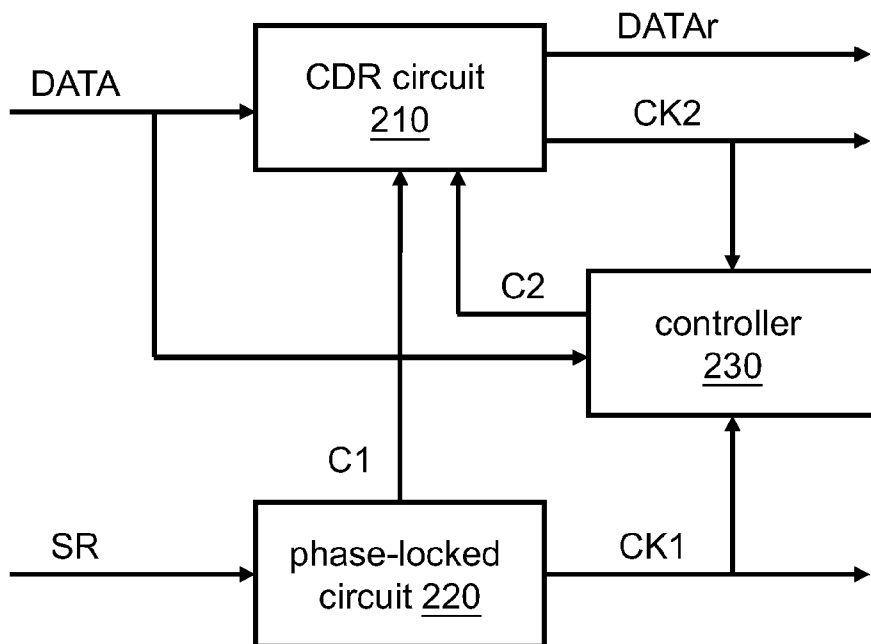 DATAr
DATA
CDR circuit
210
CK2
C2
controller
230
C1
SR
phase-locked
circuit 220
CK1